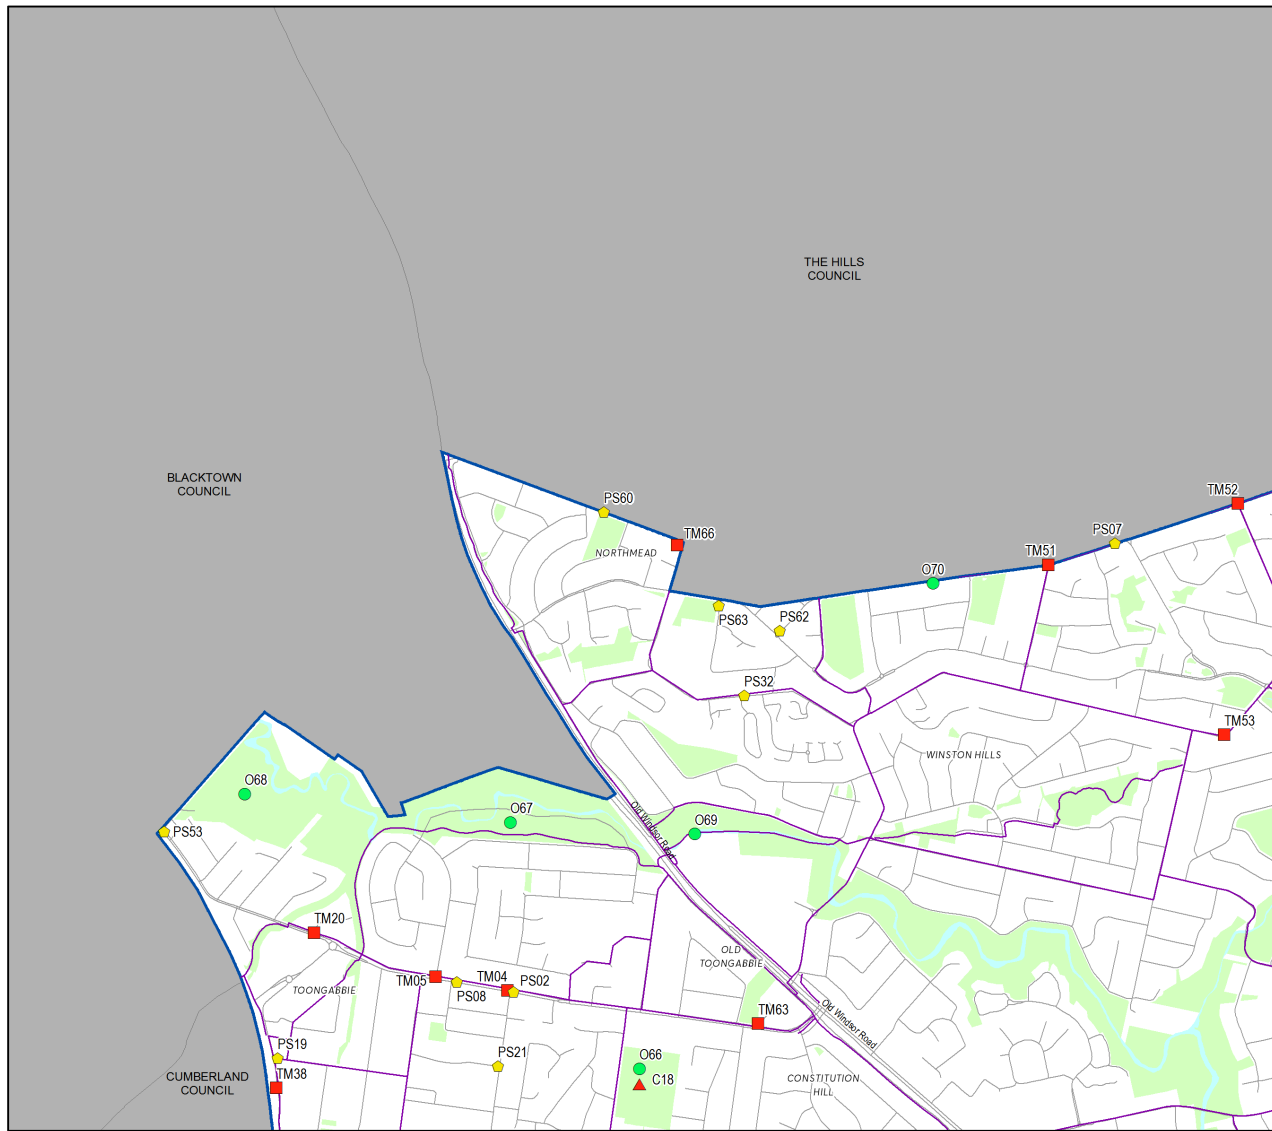 THE HILLS
COUNCIL
BLACKTOWN
COUNCIL
TM52
PS60
PS07
TM66
NORTHMEAD
TM51
O70
PS63
PS62
PS32
TM53
WINSTON HILLS
O68
O67
O69
Old Windsor Road
PS53
TM20
OLD
TOONGABBIE
TM05
TM04
PS02
TOONGABBIE
PS08
TM63
Old Windsor Road
PS19
PS21
O66
CUMBERLAND
COUNCIL
TM38
C18
CONSTITUTION
HILL